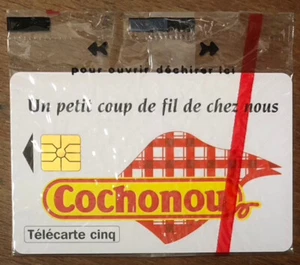 pour ouvrir déchirer ici
Un petit coup de fil de chez nous
Cochonou
Télécarte cinq